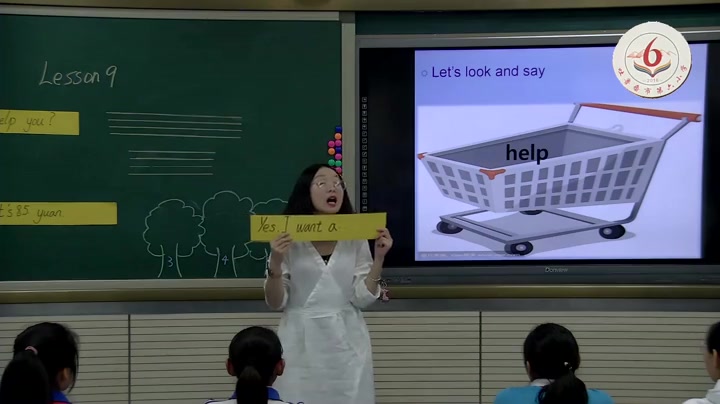 Lesson 9
elp you?
t's 85 yuan.
3
4
Yes. I want a
Let's look and say
help
6
Donview